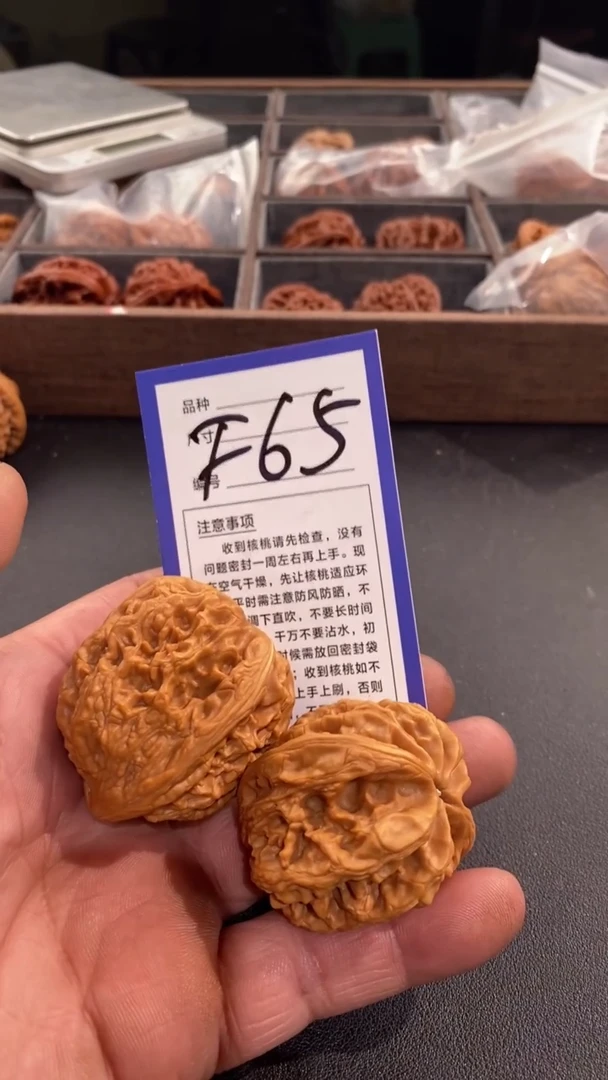 品种
F65
尺寸
编号
注意事项
收到核桃请先检查，没有
问题密封一周左右再上手。现
空气干燥，先让核桃适应环
平时需注意防风防晒，不
调下直吹，不要长时间
千万不要沾水，初
时候需放回密封袋
；收到核桃如不
上手上刷，否则